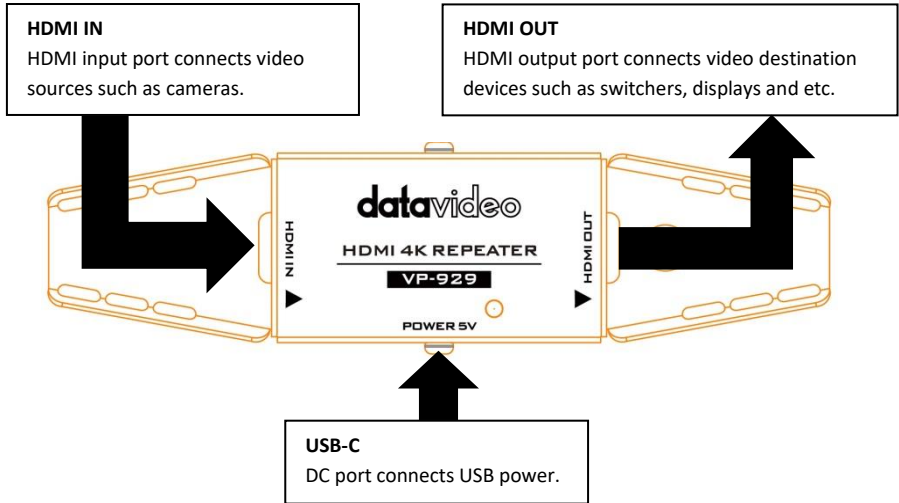 HDMI IN
HDMI input port connects video
sources such as cameras.
HDMI OUT
HDMI output port connects video destination
devices such as switchers, displays and etc.
datavideo
HDMI 4K REPEATER
VP-929
HDMI IN
HDMI OUT
POWER 5V
USB-C
DC port connects USB power.